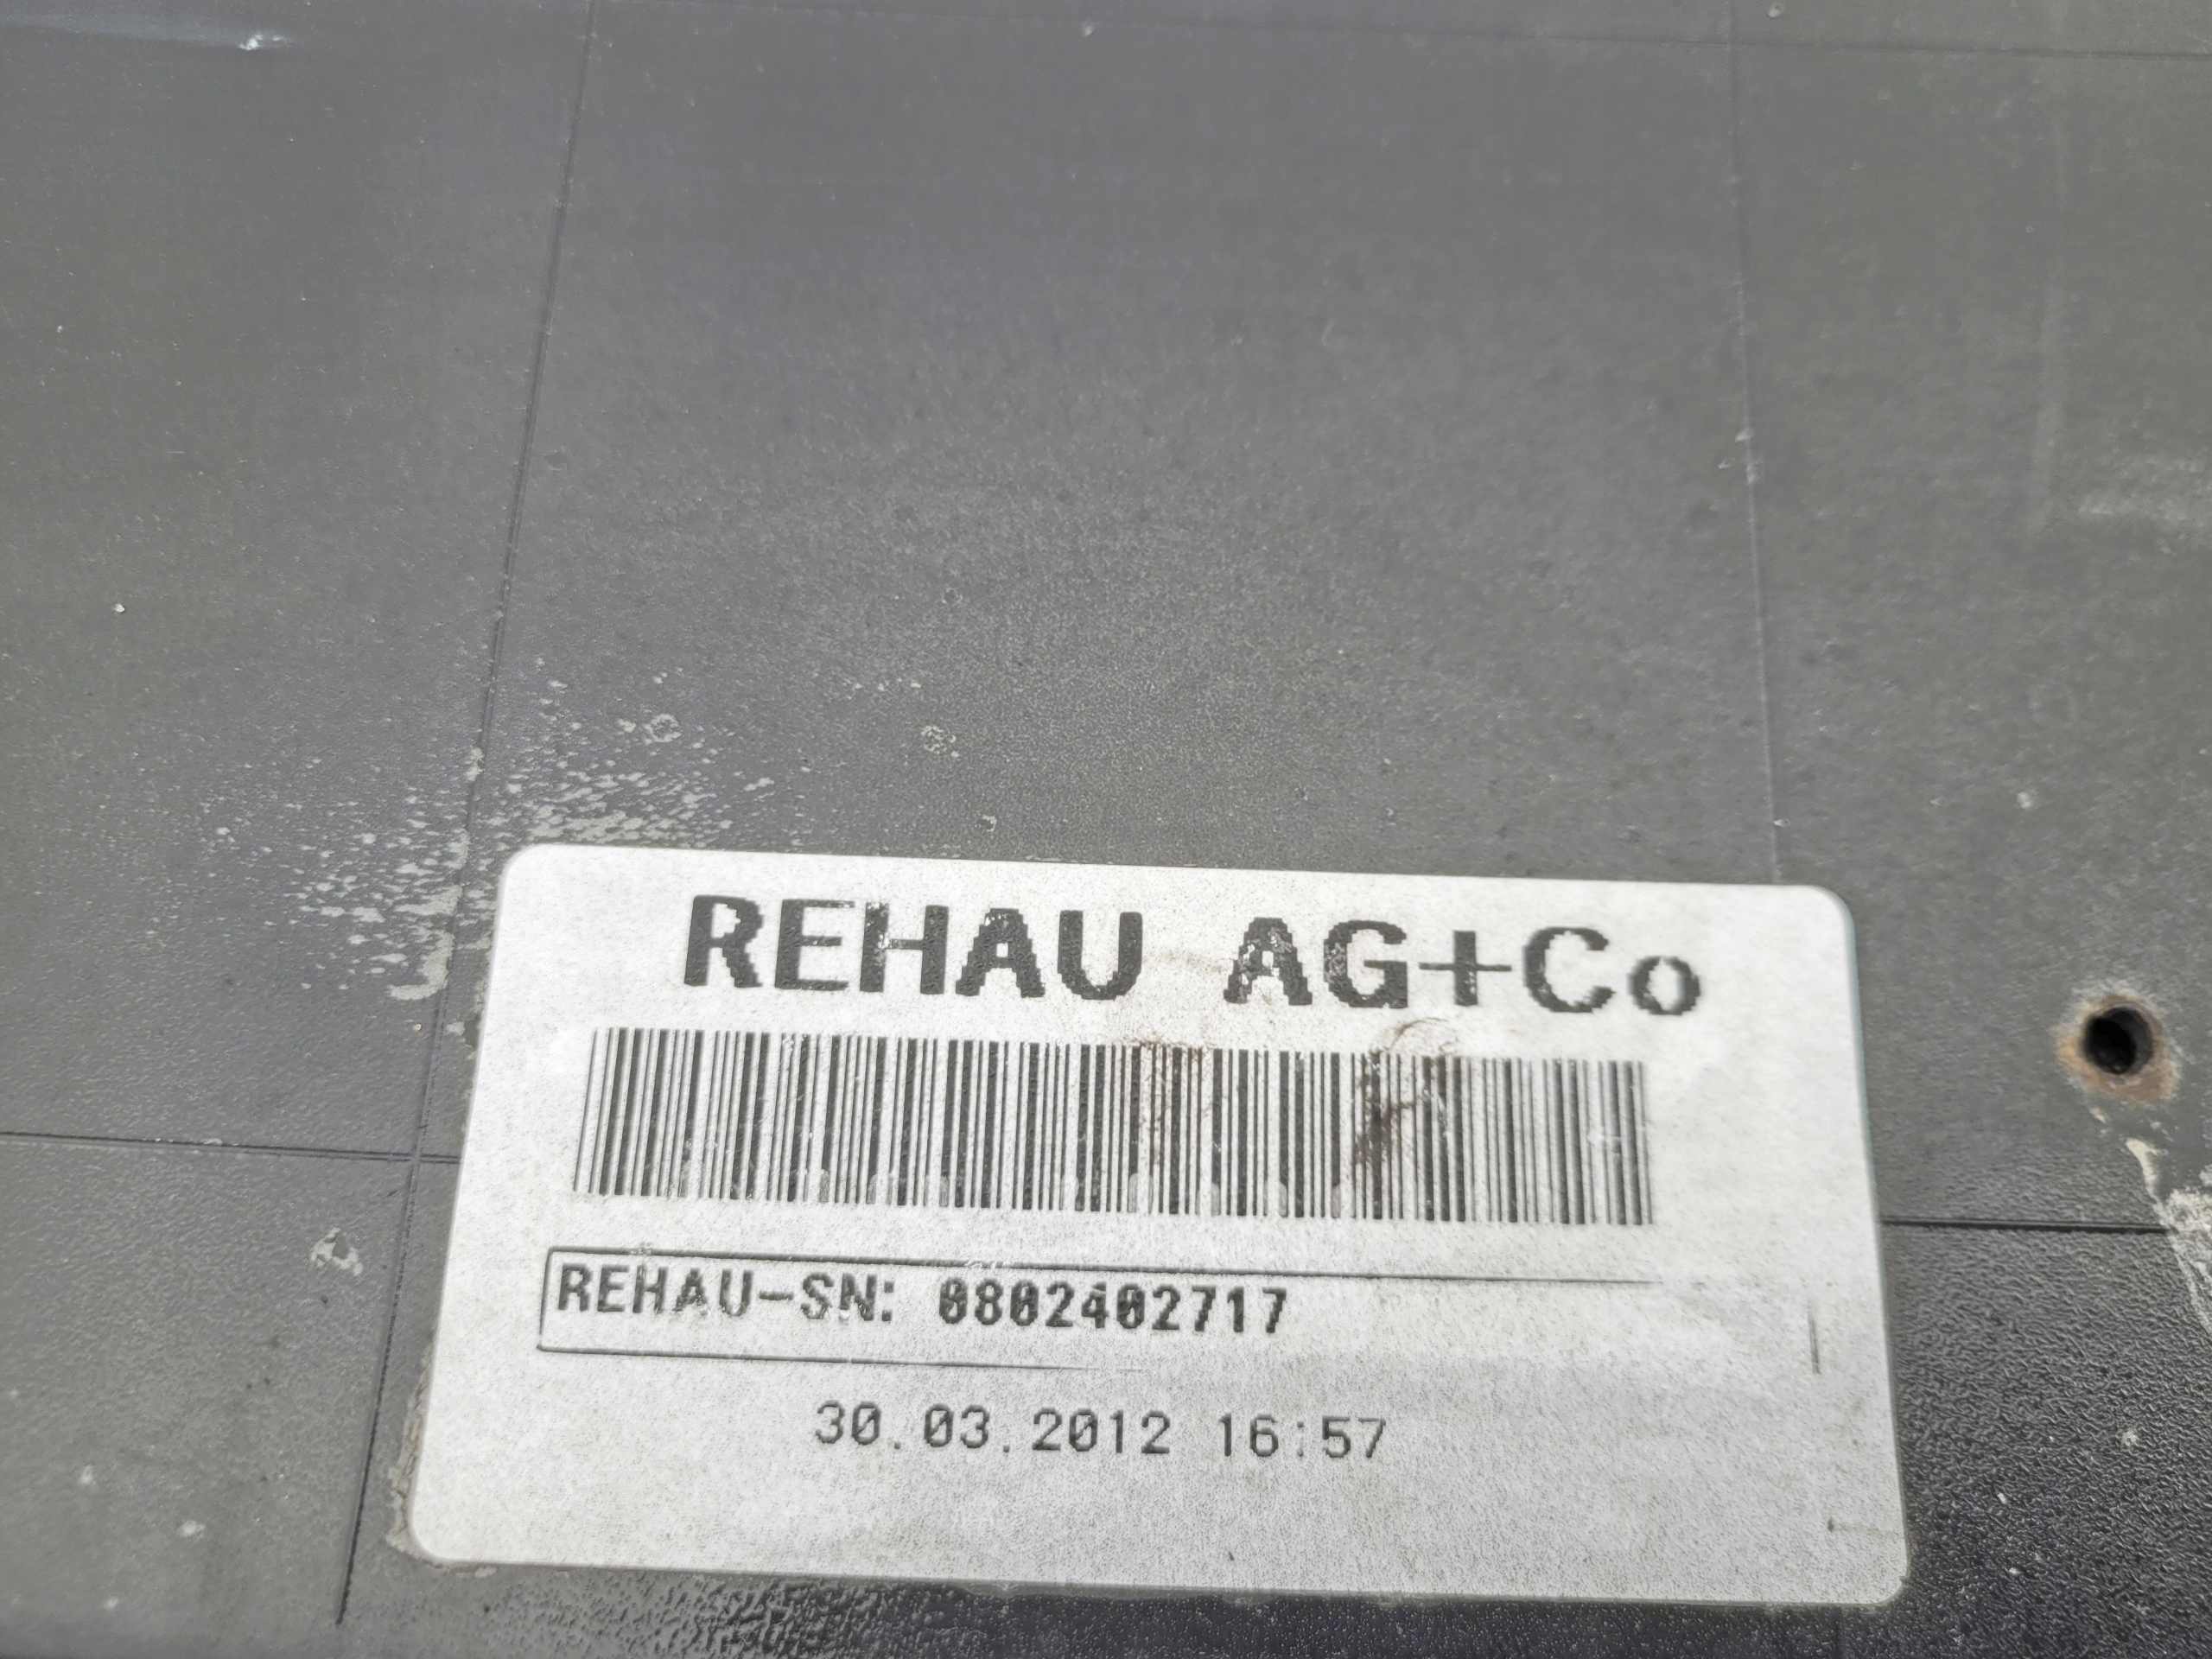 REHAU AG+Co
REHAU-SN: 0802402717
30.03.2012 16:57